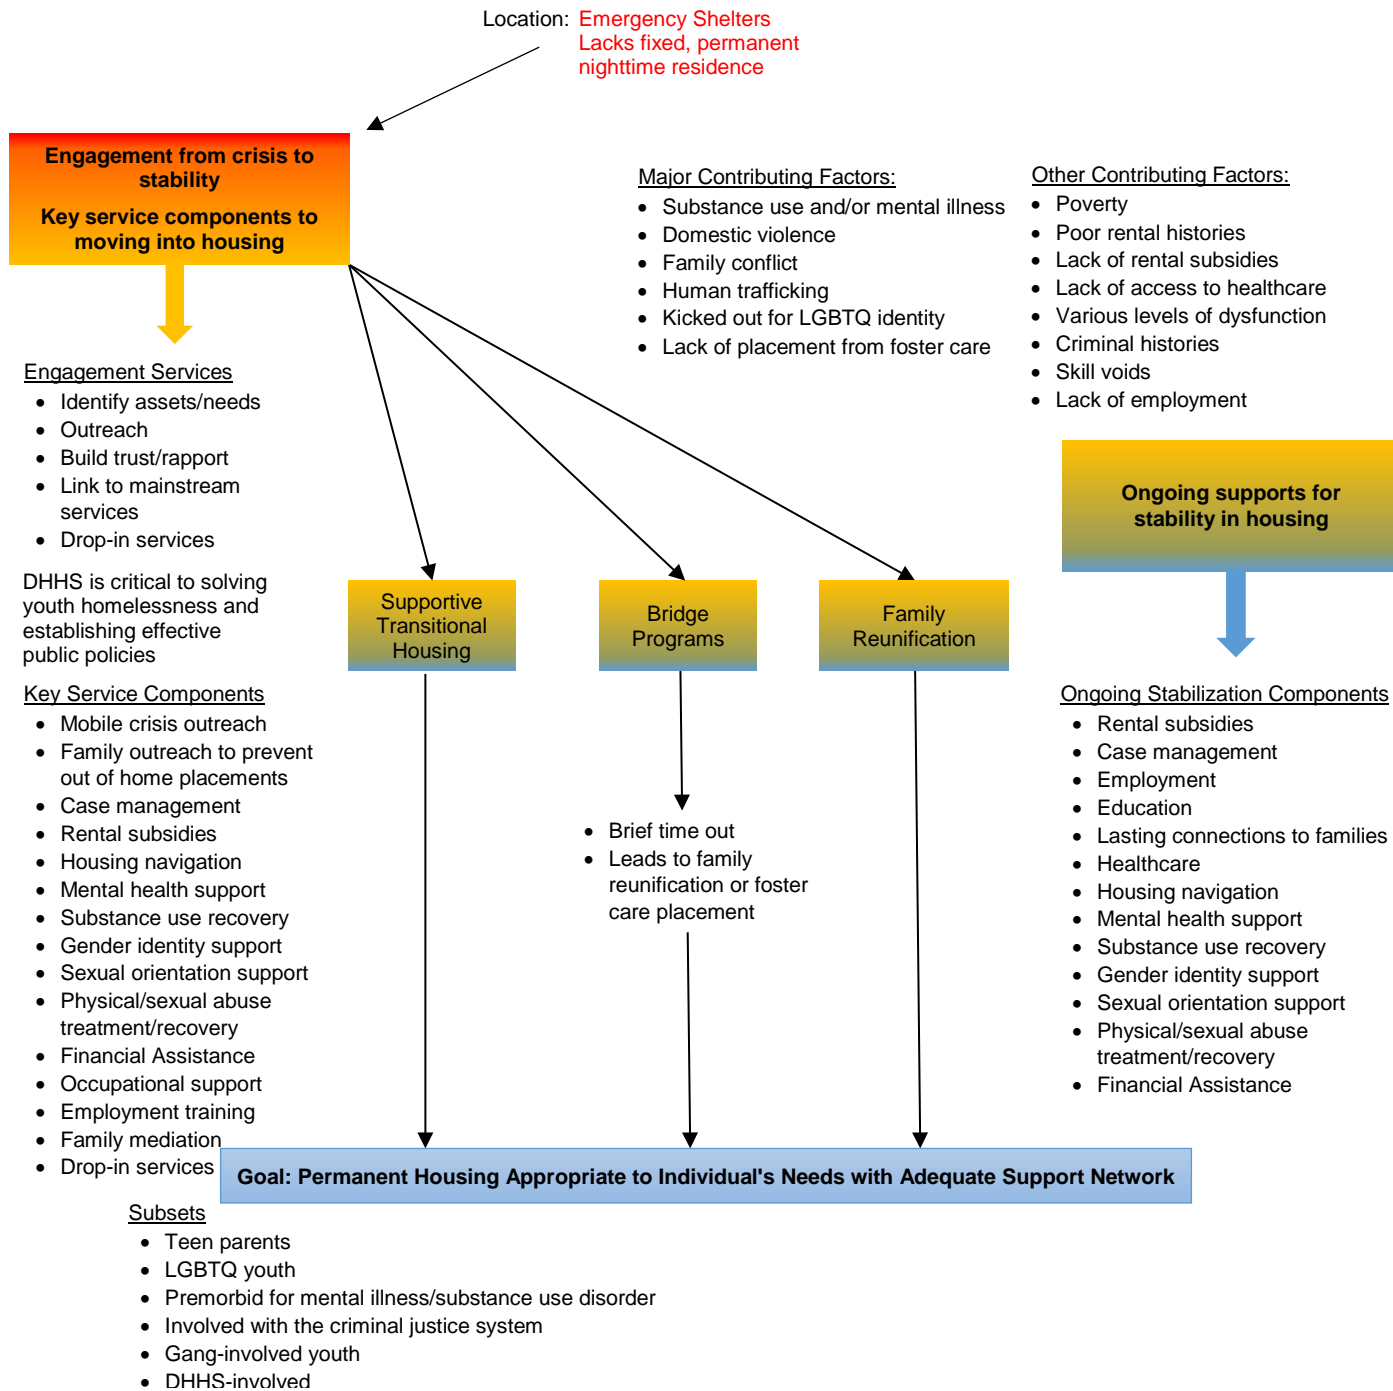 Location: Emergency Shelters
Lacks fixed, permanent
nighttime residence
Engagement from crisis to
stability
Key service components to
moving into housing
Major Contributing Factors:
• Substance use and/or mental illness
• Domestic violence
• Family conflict
• Human trafficking
• Kicked out for LGBTQ identity
• Lack of placement from foster care
Other Contributing Factors:
• Poverty
• Poor rental histories
• Lack of rental subsidies
• Lack of access to healthcare
• Various levels of dysfunction
• Criminal histories
• Skill voids
• Lack of employment
Engagement Services
• Identify assets/needs
• Outreach
• Build trust/rapport
• Link to mainstream
services
• Drop-in services
DHHS is critical to solving
youth homelessness and
establishing effective
public policies
Key Service Components
• Mobile crisis outreach
• Family outreach to prevent
out of home placements
• Case management
• Rental subsidies
• Housing navigation
• Mental health support
• Substance use recovery
• Gender identity support
• Sexual orientation support
• Physical/sexual abuse
treatment/recovery
• Financial Assistance
• Occupational support
• Employment training
• Family mediation
• Drop-in services
Supportive
Transitional
Housing
Bridge
Programs
Family
Reunification
• Brief time out
• Leads to family
reunification or foster
care placement
Ongoing supports for
stability in housing
Ongoing Stabilization Components
• Rental subsidies
• Case management
• Employment
• Education
• Lasting connections to families
• Healthcare
• Housing navigation
• Mental health support
• Substance use recovery
• Gender identity support
• Sexual orientation support
• Physical/sexual abuse
treatment/recovery
• Financial Assistance
Goal: Permanent Housing Appropriate to Individual's Needs with Adequate Support Network
Subsets
• Teen parents
• LGBTQ youth
• Premorbid for mental illness/substance use disorder
• Involved with the criminal justice system
• Gang-involved youth
• DHHS-involved